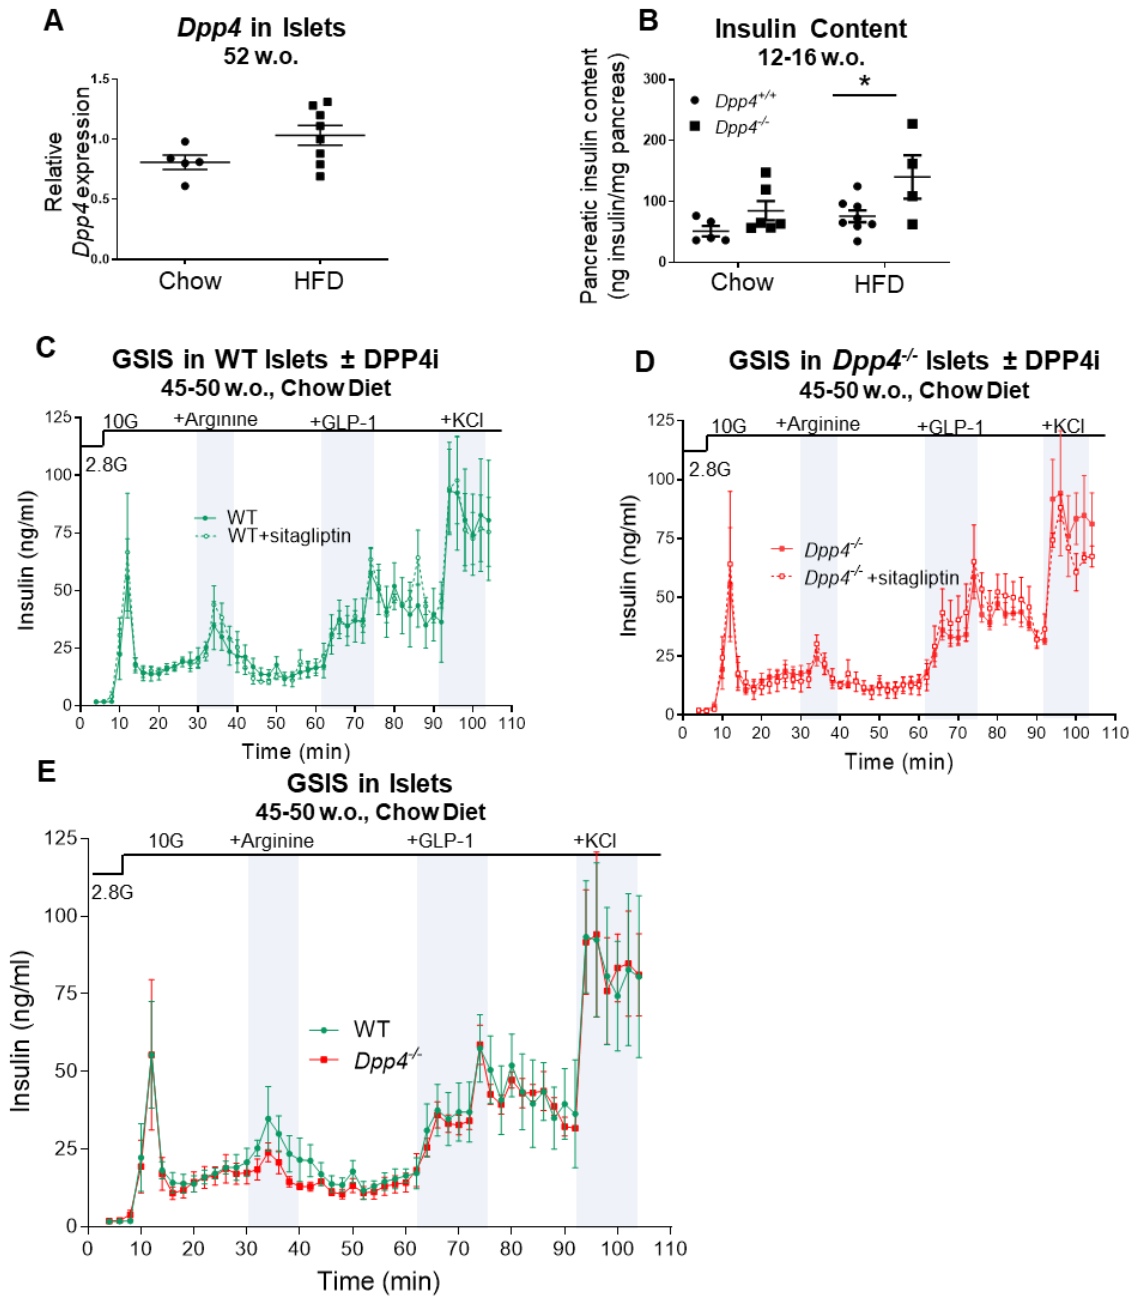 A
Dpp4 in Islets
52 w.o.
Relative
Dpp4 expression
1.5
1.0
0.5
0.0
Chow
HFD
B
Insulin Content
12-16 w.o.
Pancreatic insulin content
(ng insulin/mg pancreas)
300
200
100
0
Dpp4+/+
Dpp4-/-
*
Chow
HFD
C
GSIS in WT Islets ± DPP4i
45-50 w.o., Chow Diet
125
100
75
50
25
0
Insulin (ng/ml)
2.8G
10G
+Arginine
+GLP-1
+KCl
WT
WT+sitagliptin
0 10 20 30 40 50 60 70 80 90 100 110
Time (min)
D
GSIS in Dpp4-/- Islets ± DPP4i
45-50 w.o., Chow Diet
125
100
75
50
25
0
Insulin (ng/ml)
2.8G
10G
+Arginine
+GLP-1
+KCl
Dpp4-/-
Dpp4-/- +sitagliptin
0 10 20 30 40 50 60 70 80 90 100 110
Time (min)
E
GSIS in Islets
45-50 w.o., Chow Diet
125
100
75
50
25
0
Insulin (ng/ml)
2.8G
10G
+Arginine
+GLP-1
+KCl
WT
Dpp4-/-
0 10 20 30 40 50 60 70 80 90 100 110
Time (min)